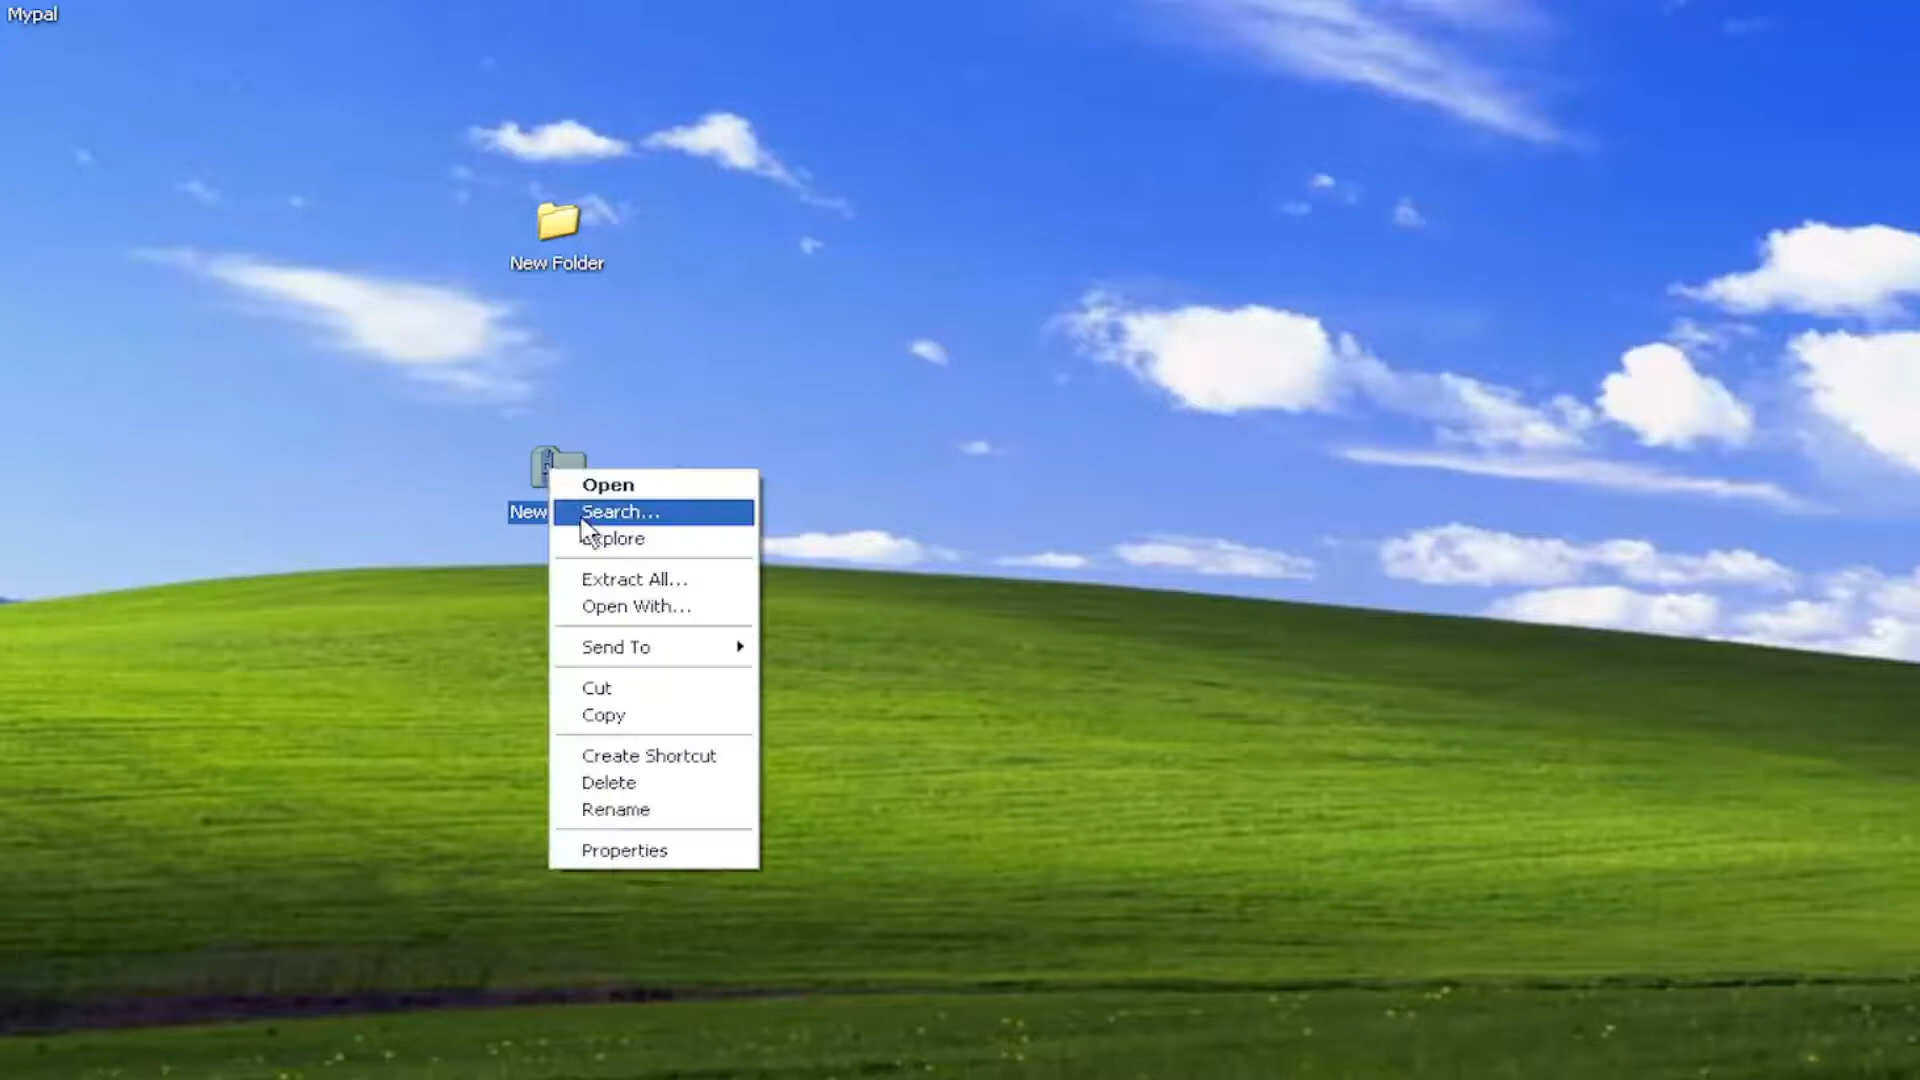 Mypal
New Folder
New
Open
Search...
Explore
Extract All...
Open With...
Send To
Cut
Copy
Create Shortcut
Delete
Rename
Properties